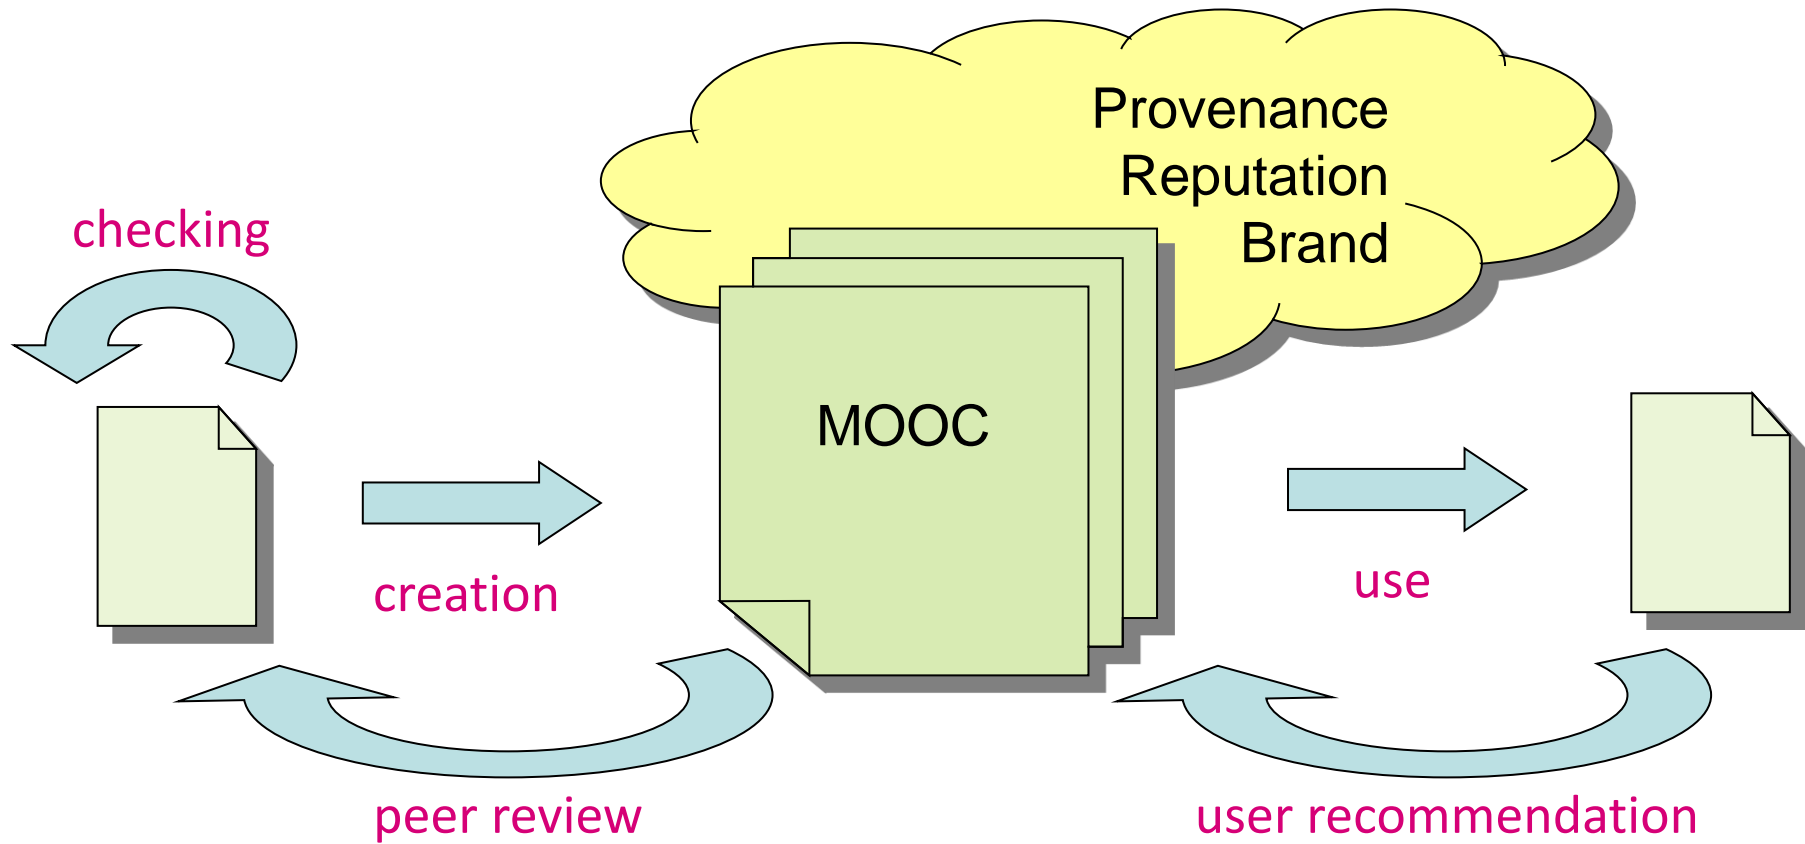 Provenance
Reputation
Brand
checking
MOOC
creation
use
peer review
user recommendation